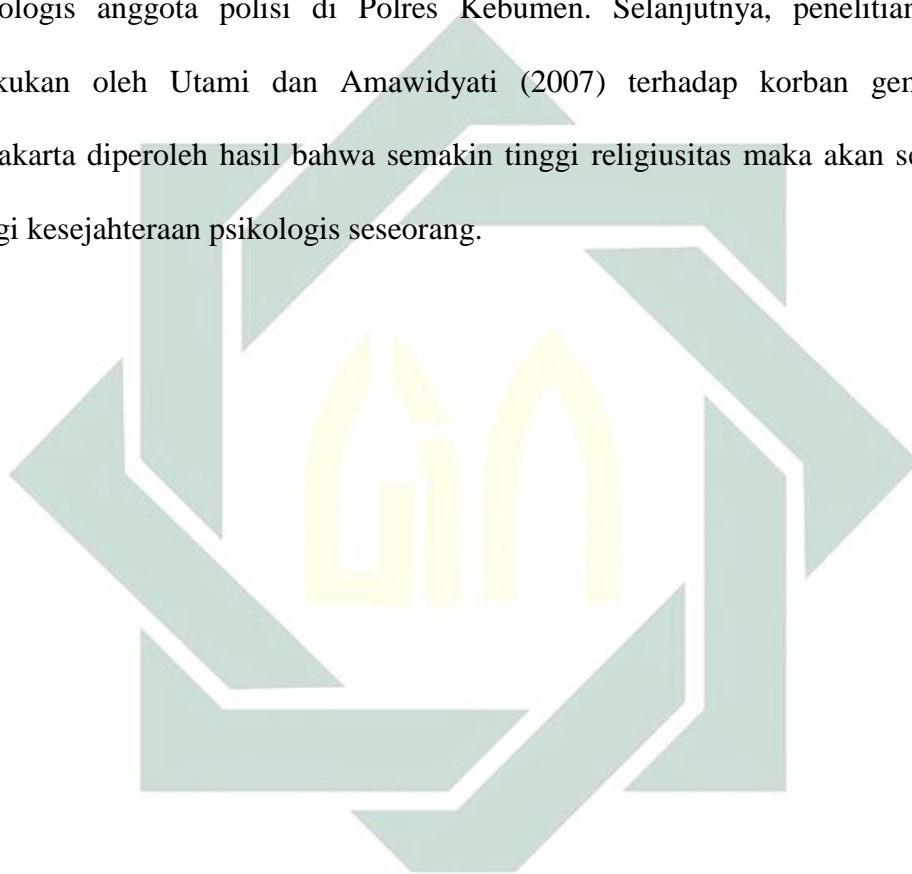 ologis anggota polisi di Polres Kebumen. Selanjutnya, penelitian
kukan oleh Utami dan Amawidyati (2007) terhadap korban gem
akarta diperoleh hasil bahwa semakin tinggi religiusitas maka akan se
gi kesejahteraan psikologis seseorang.